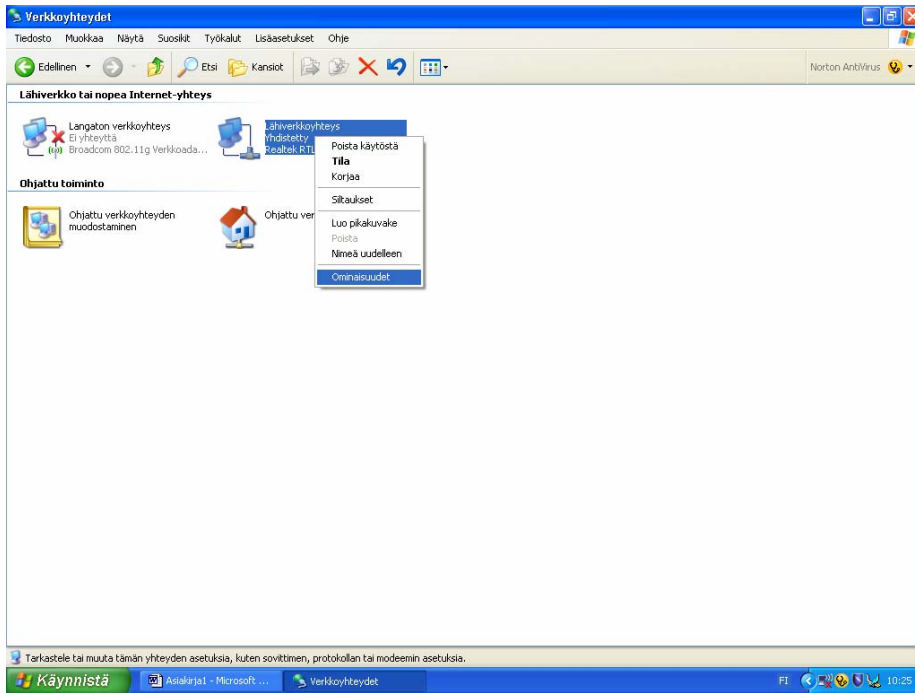 Verkkoyhteydet
Tiedosto Muokkaa Näytä Suosikit Työkalut Lisäasetukset Ohje
Edellinen Etsi Kansiot Norton AntiVirus
Lähiverkko tai nopea Internet-yhteys
Langaton verkkoyhteys
Ei yhteyttä
Broadcom 802.11g Verkkoada...
Lähiverkkoyhteys
Yhdistetty
Realtek RTL
Poista käytöstä
Tila
Korjaa
Siltaukset
Luo pikakuvake
Poista
Nimeä uudelleen
Ominaisuudet
Ohjattu toiminto
Ohjattu verkkoyhteyden
muodostaminen
Ohjattu ver
Tarkastele tai muuta tämän yhteyden asetuksia, kuten sovittimen, protokollan tai modeemin asetuksia.
Käynnistä Asiakirja1 - Microsoft ... Verkkoyhteydet FI 10:25